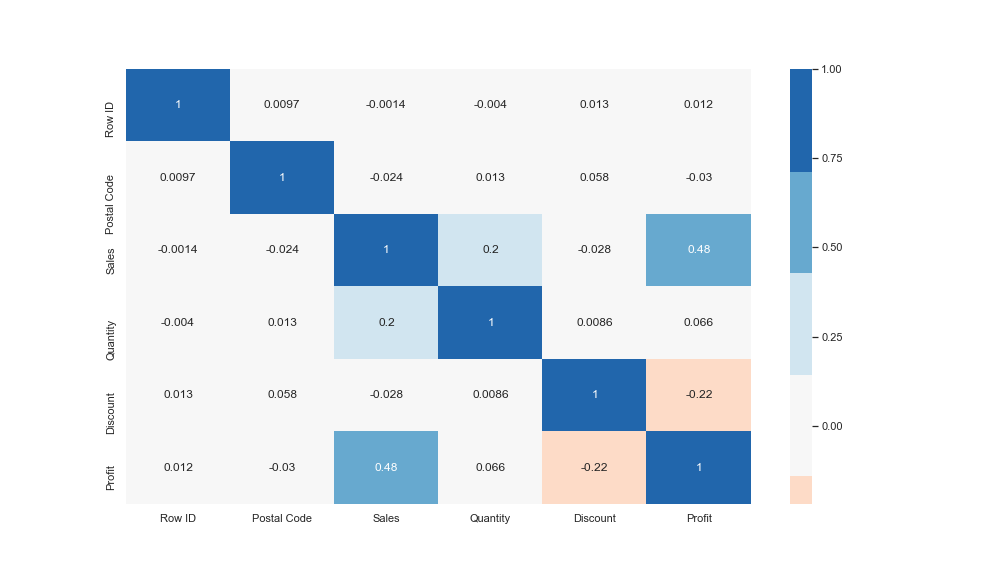 Row ID 1 0.0097 -0.0014 -0.004 0.013 0.012
Postal Code 0.0097 1 -0.024 0.013 0.058 -0.03
Sales -0.0014 -0.024 1 0.2 -0.028 0.48
Quantity -0.004 0.013 0.2 1 0.0086 0.066
Discount 0.013 0.058 -0.028 0.0086 1 -0.22
Profit 0.012 -0.03 0.48 0.066 -0.22 1
Row ID Postal Code Sales Quantity Discount Profit
1.00
0.75
0.50
0.25
0.00